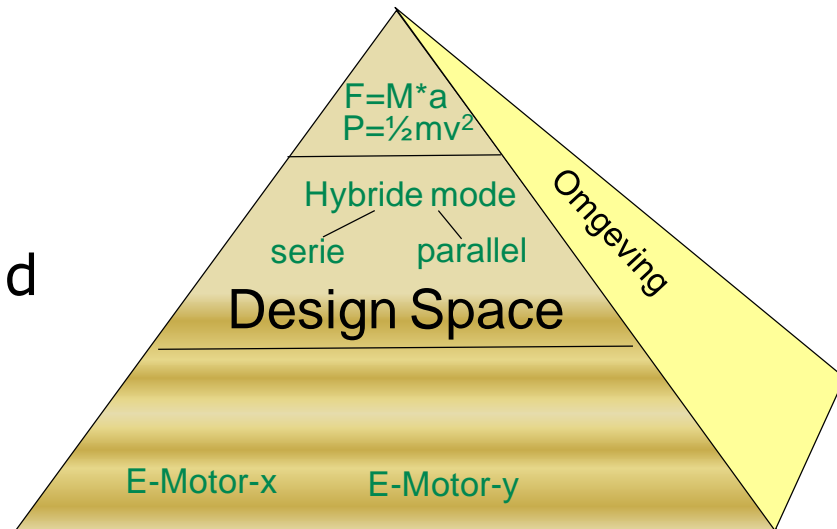 F=M*a
P=½mv²
Hybride mode
serie parallel
Omgeving
d
Design Space
E-Motor-x E-Motor-y